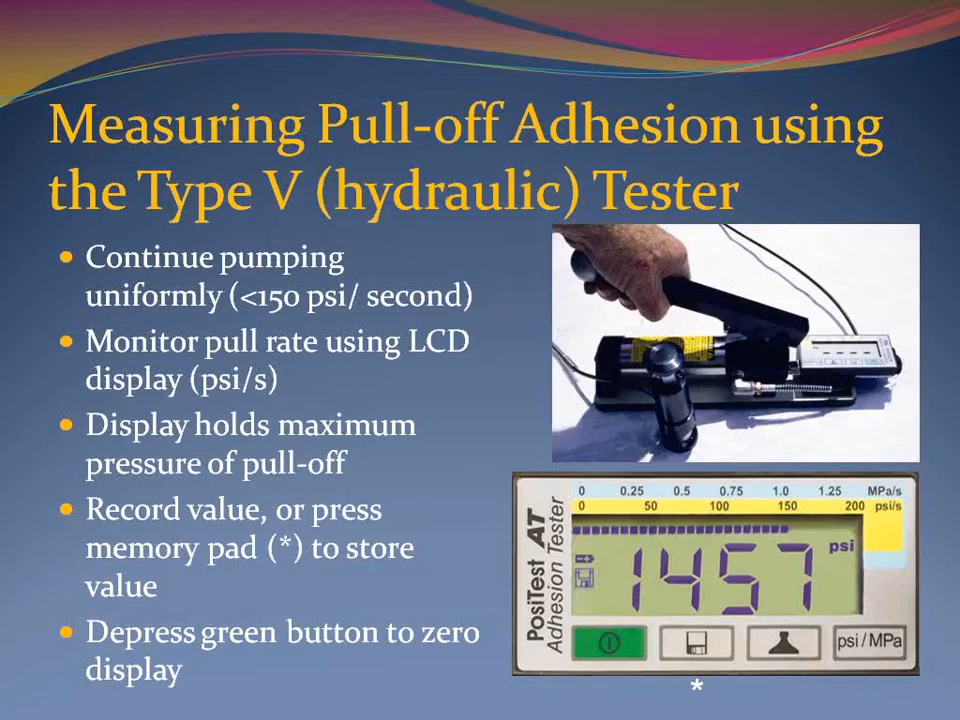 Measuring Pull-off Adhesion using
the Type V (hydraulic) Tester
Continue pumping
uniformly (<150 psi/ second)
Monitor pull rate using LCD
display (psi/s)
Display holds maximum
pressure of pull-off
Record value, or press
memory pad (*) to store
value
Depress green button to zero
display
0 0.25 0.5 0.75 1.0 1.25 MPa/s
0 50 100 150 200 psi/s
PosiTest AT
Adhesion Tester
1457 psi
psi/MPa
*